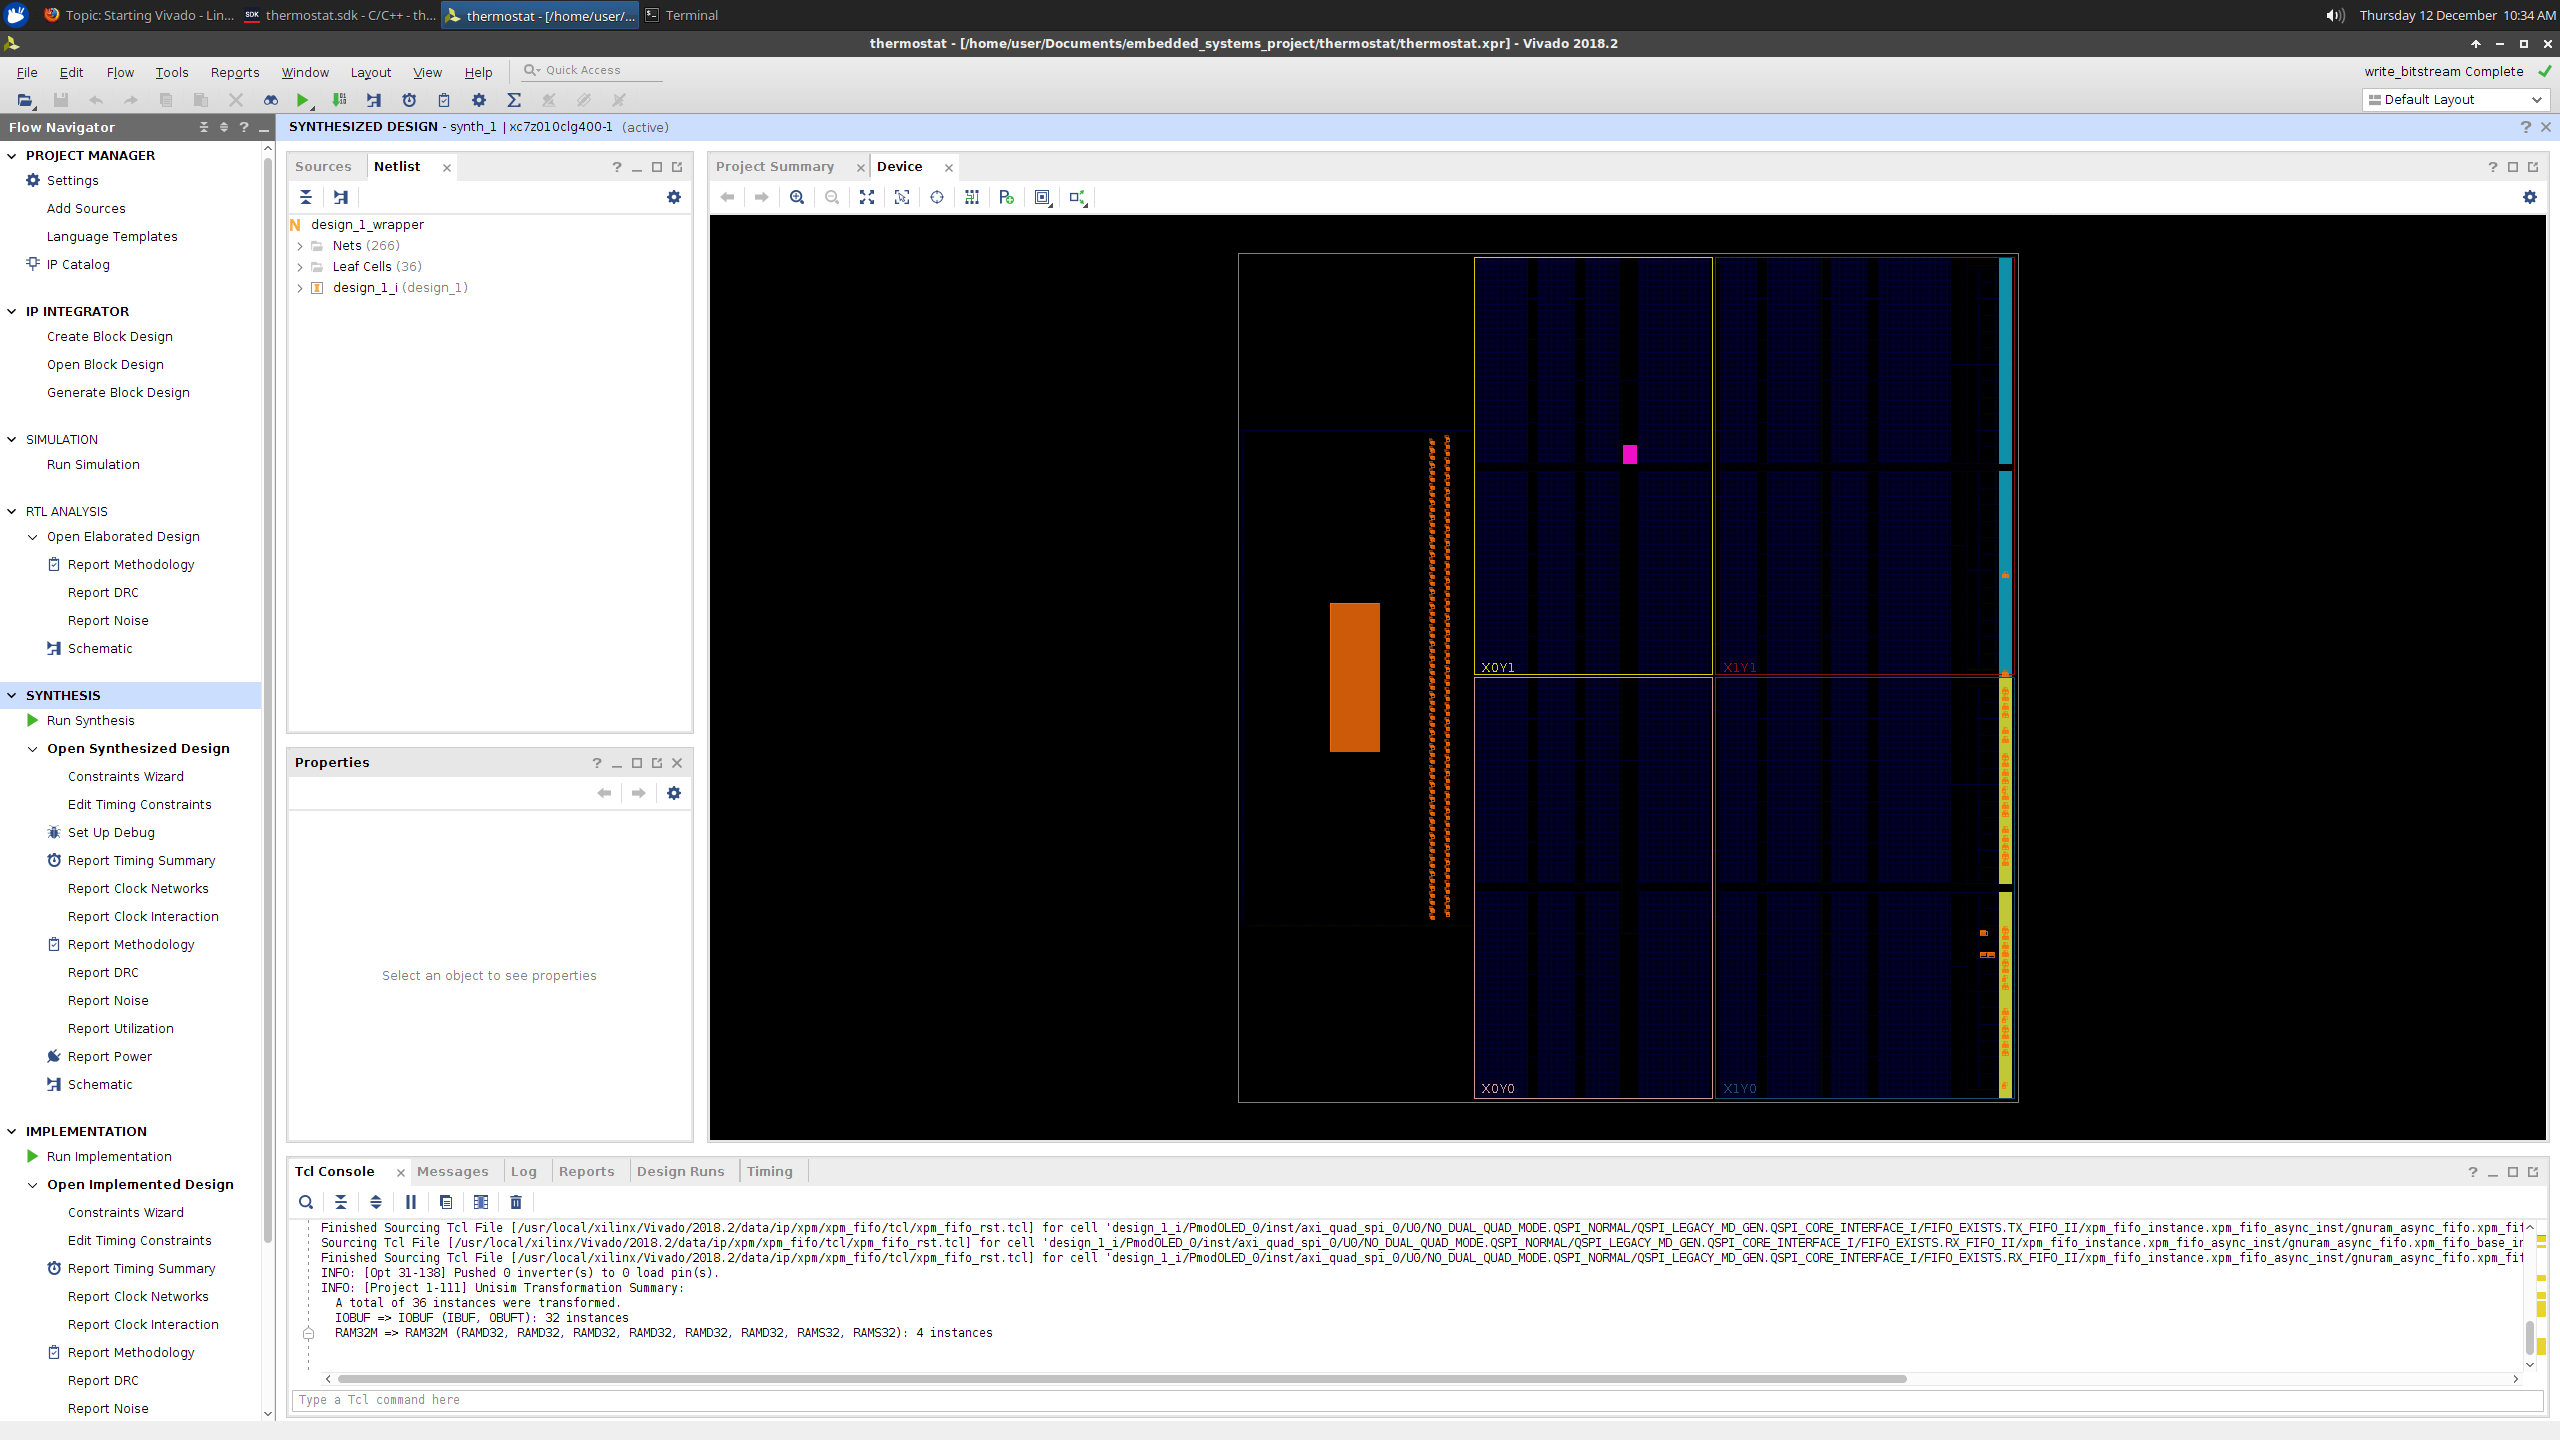 Topic: Starting Vivado - Lin...
SDK thermostat.sdk - C/C++ - th...
thermostat - [/home/user/...
Terminal
Thursday 12 December 10:34 AM
thermostat - [/home/user/Documents/embedded_systems_project/thermostat/thermostat.xpr] - Vivado 2018.2
File Edit Flow Tools Reports Window Layout View Help Quick Access
write_bitstream Complete
Default Layout
Flow Navigator
SYNTHESIZED DESIGN - synth_1 | xc7z010clg400-1 (active)
PROJECT MANAGER
Settings
Add Sources
Language Templates
IP Catalog
IP INTEGRATOR
Create Block Design
Open Block Design
Generate Block Design
SIMULATION
Run Simulation
RTL ANALYSIS
Open Elaborated Design
Report Methodology
Report DRC
Report Noise
Schematic
SYNTHESIS
Run Synthesis
Open Synthesized Design
Constraints Wizard
Edit Timing Constraints
Set Up Debug
Report Timing Summary
Report Clock Networks
Report Clock Interaction
Report Methodology
Report DRC
Report Noise
Report Utilization
Report Power
Schematic
IMPLEMENTATION
Run Implementation
Open Implemented Design
Constraints Wizard
Edit Timing Constraints
Report Timing Summary
Report Clock Networks
Report Clock Interaction
Report Methodology
Report DRC
Report Noise
Sources Netlist
N design_1_wrapper
Nets (266)
Leaf Cells (36)
design_1_i (design_1)
Properties
Select an object to see properties
Project Summary Device
X0Y1
X1Y1
X0Y0
X1Y0
Tcl Console Messages Log Reports Design Runs Timing
Finished Sourcing Tcl File [/usr/local/xilinx/Vivado/2018.2/data/ip/xpm/xpm_fifo/tcl/xpm_fifo_rst.tcl] for cell 'design_1_i/PmodOLED_0/inst/axi_quad_spi_0/U0/NO_DUAL_QUAD_MODE.QSPI_NORMAL/QSPI_LEGACY_MD_GEN.QSPI_CORE_INTERFACE_I/FIFO_EXISTS.TX_FIFO_II/xpm_fifo_instance.xpm_fifo_async_inst/gnuram_async_fifo.xpm_fif
Sourcing Tcl File [/usr/local/xilinx/Vivado/2018.2/data/ip/xpm/xpm_fifo/tcl/xpm_fifo_rst.tcl] for cell 'design_1_i/PmodOLED_0/inst/axi_quad_spi_0/U0/NO_DUAL_QUAD_MODE.QSPI_NORMAL/QSPI_LEGACY_MD_GEN.QSPI_CORE_INTERFACE_I/FIFO_EXISTS.RX_FIFO_II/xpm_fifo_instance.xpm_fifo_async_inst/gnuram_async_fifo.xpm_fifo_base_in
Finished Sourcing Tcl File [/usr/local/xilinx/Vivado/2018.2/data/ip/xpm/xpm_fifo/tcl/xpm_fifo_rst.tcl] for cell 'design_1_i/PmodOLED_0/inst/axi_quad_spi_0/U0/NO_DUAL_QUAD_MODE.QSPI_NORMAL/QSPI_LEGACY_MD_GEN.QSPI_CORE_INTERFACE_I/FIFO_EXISTS.RX_FIFO_II/xpm_fifo_instance.xpm_fifo_async_inst/gnuram_async_fifo.xpm_fif
INFO: [Opt 31-138] Pushed 0 inverter(s) to 0 load pin(s).
INFO: [Project 1-111] Unisim Transformation Summary:
A total of 36 instances were transformed.
IOBUF => IOBUF (IBUF, OBUFT): 32 instances
RAM32M => RAM32M (RAMD32, RAMD32, RAMD32, RAMD32, RAMD32, RAMD32, RAMS32, RAMS32): 4 instances
Type a Tcl command here